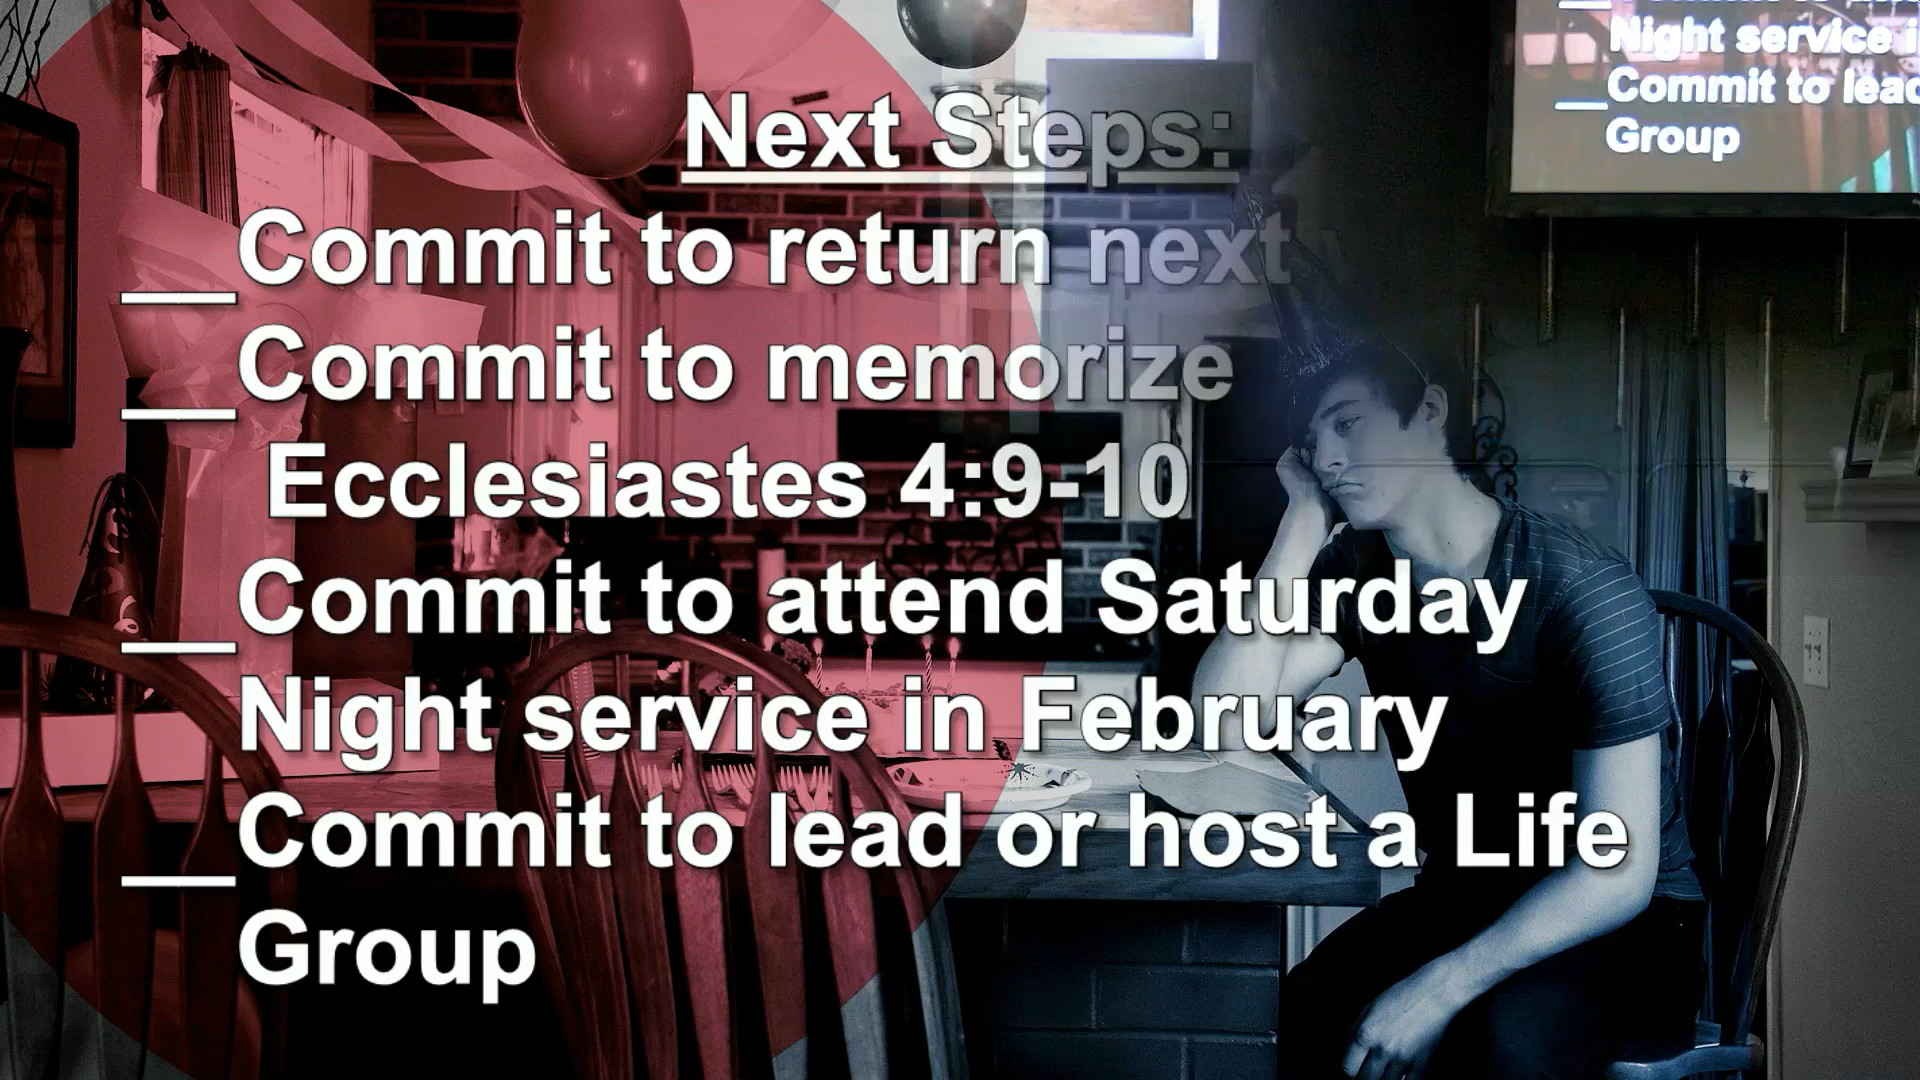 Next Steps:
__Commit to return next
__Commit to memorize
Ecclesiastes 4:9-10
__Commit to attend Saturday
Night service in February
__Commit to lead or host a Life
Group
Night service
__Commit to
Group